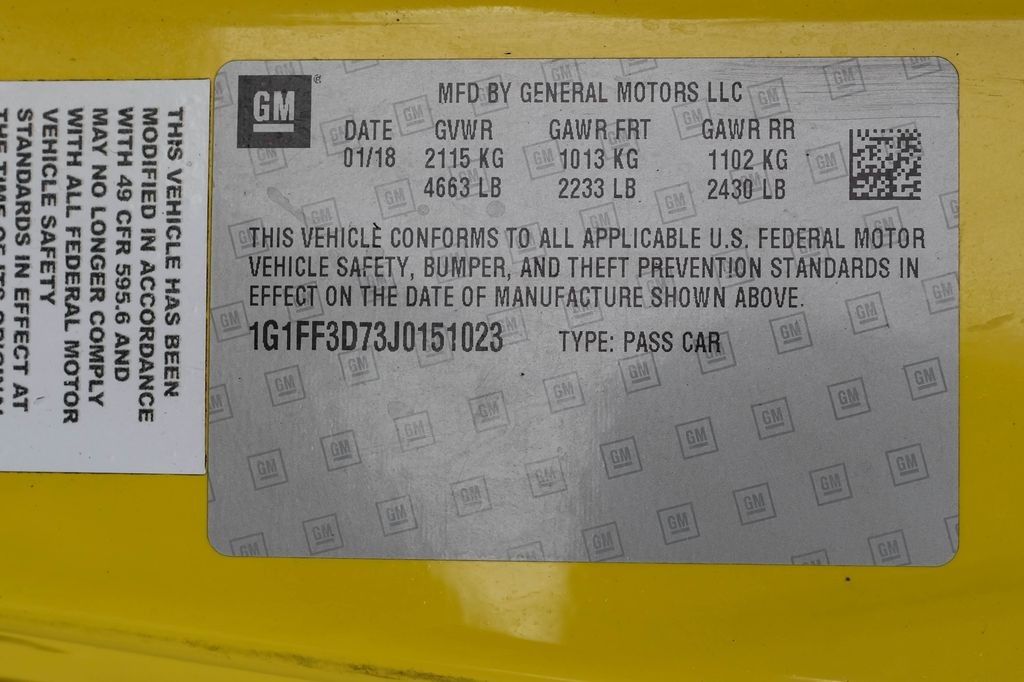 GM
MFD BY GENERAL MOTORS LLC
DATE GVWR GAWR FRT GAWR RR
01/18 2115 KG 1013 KG 1102 KG
4663 LB 2233 LB 2430 LB
THIS VEHICLE CONFORMS TO ALL APPLICABLE U.S. FEDERAL MOTOR
VEHICLE SAFETY, BUMPER, AND THEFT PREVENTION STANDARDS IN
EFFECT ON THE DATE OF MANUFACTURE SHOWN ABOVE.
1G1FF3D73J0151023 TYPE: PASS CAR
THIS VEHICLE HAS BEEN
MODIFIED IN ACCORDANCE
WITH 49 CFR 595.6 AND
MAY NO LONGER COMPLY
WITH ALL FEDERAL MOTOR
VEHICLE SAFETY
STANDARDS IN EFFECT AT
THE TIME OF ITS